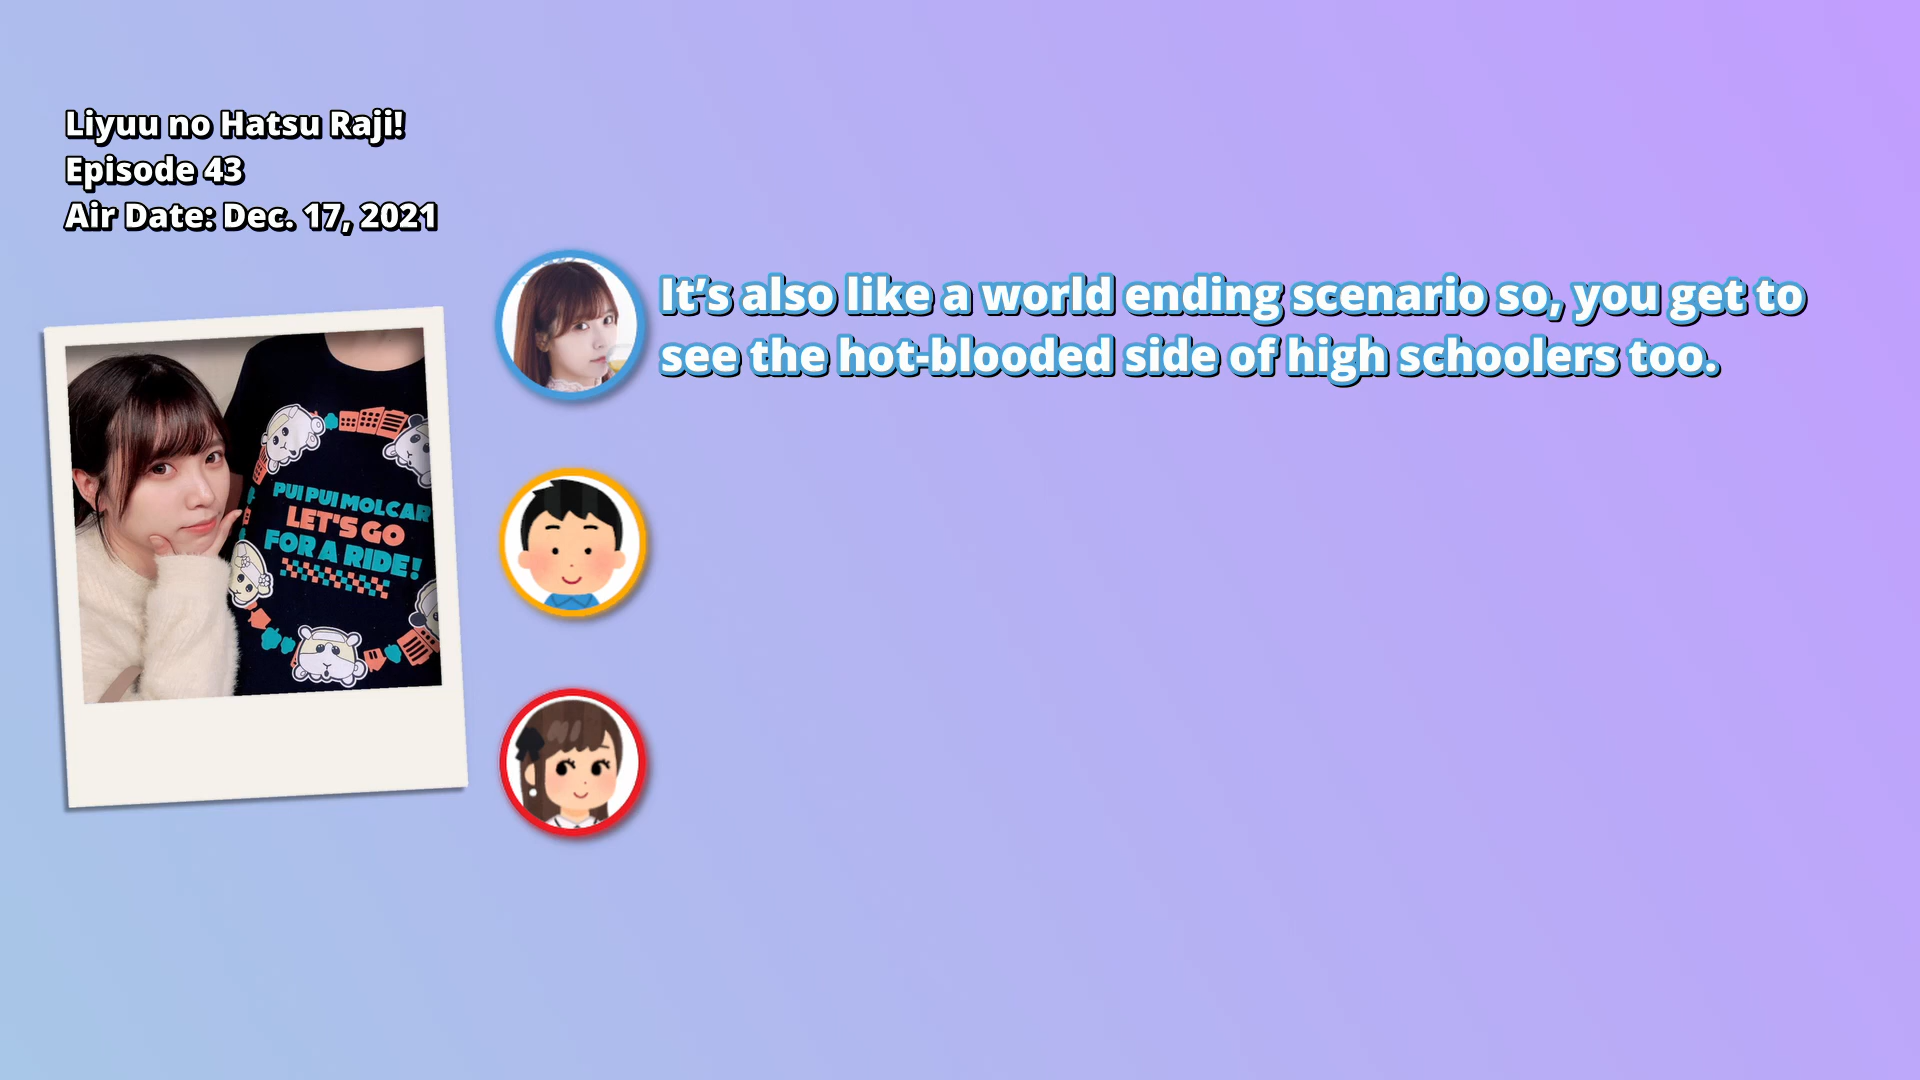 Liyuu no Hatsu Raji!
Episode 43
Air Date: Dec. 17, 2021
It’s also like a world ending scenario so, you get to
see the hot-blooded side of high schoolers too.
PUI PUI MOLCAR
LET'S GO
FOR A RIDE!